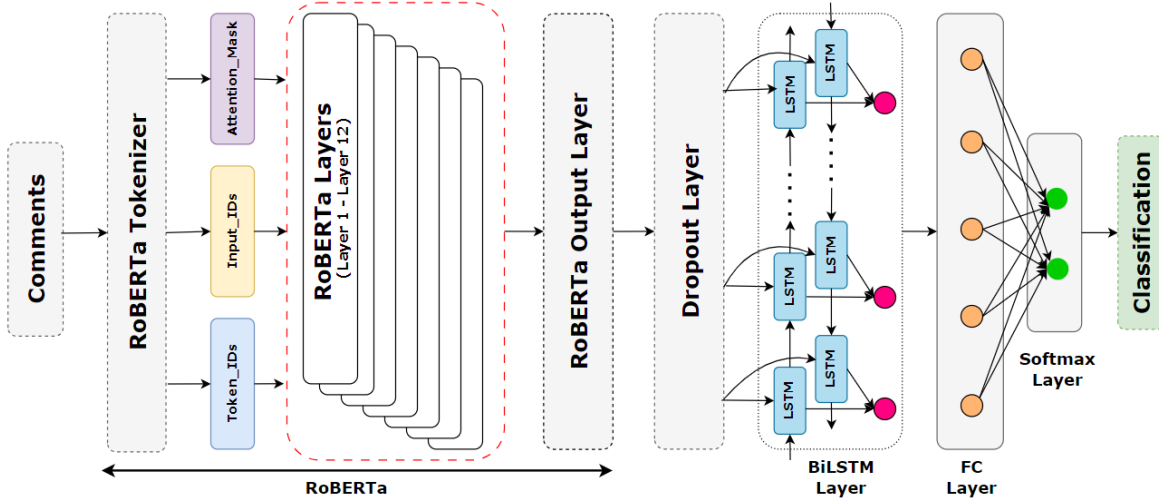 Comments
RoBERTa Tokenizer
Attention_Mask
Input_IDs
Token_IDs
RoBERTa Layers
(Layer 1 - Layer 12)
RoBERTa Output Layer
RoBERTa
Dropout Layer
LSTM
LSTM
LSTM
LSTM
LSTM
LSTM
BiLSTM
Layer
FC
Layer
Softmax
Layer
Classification